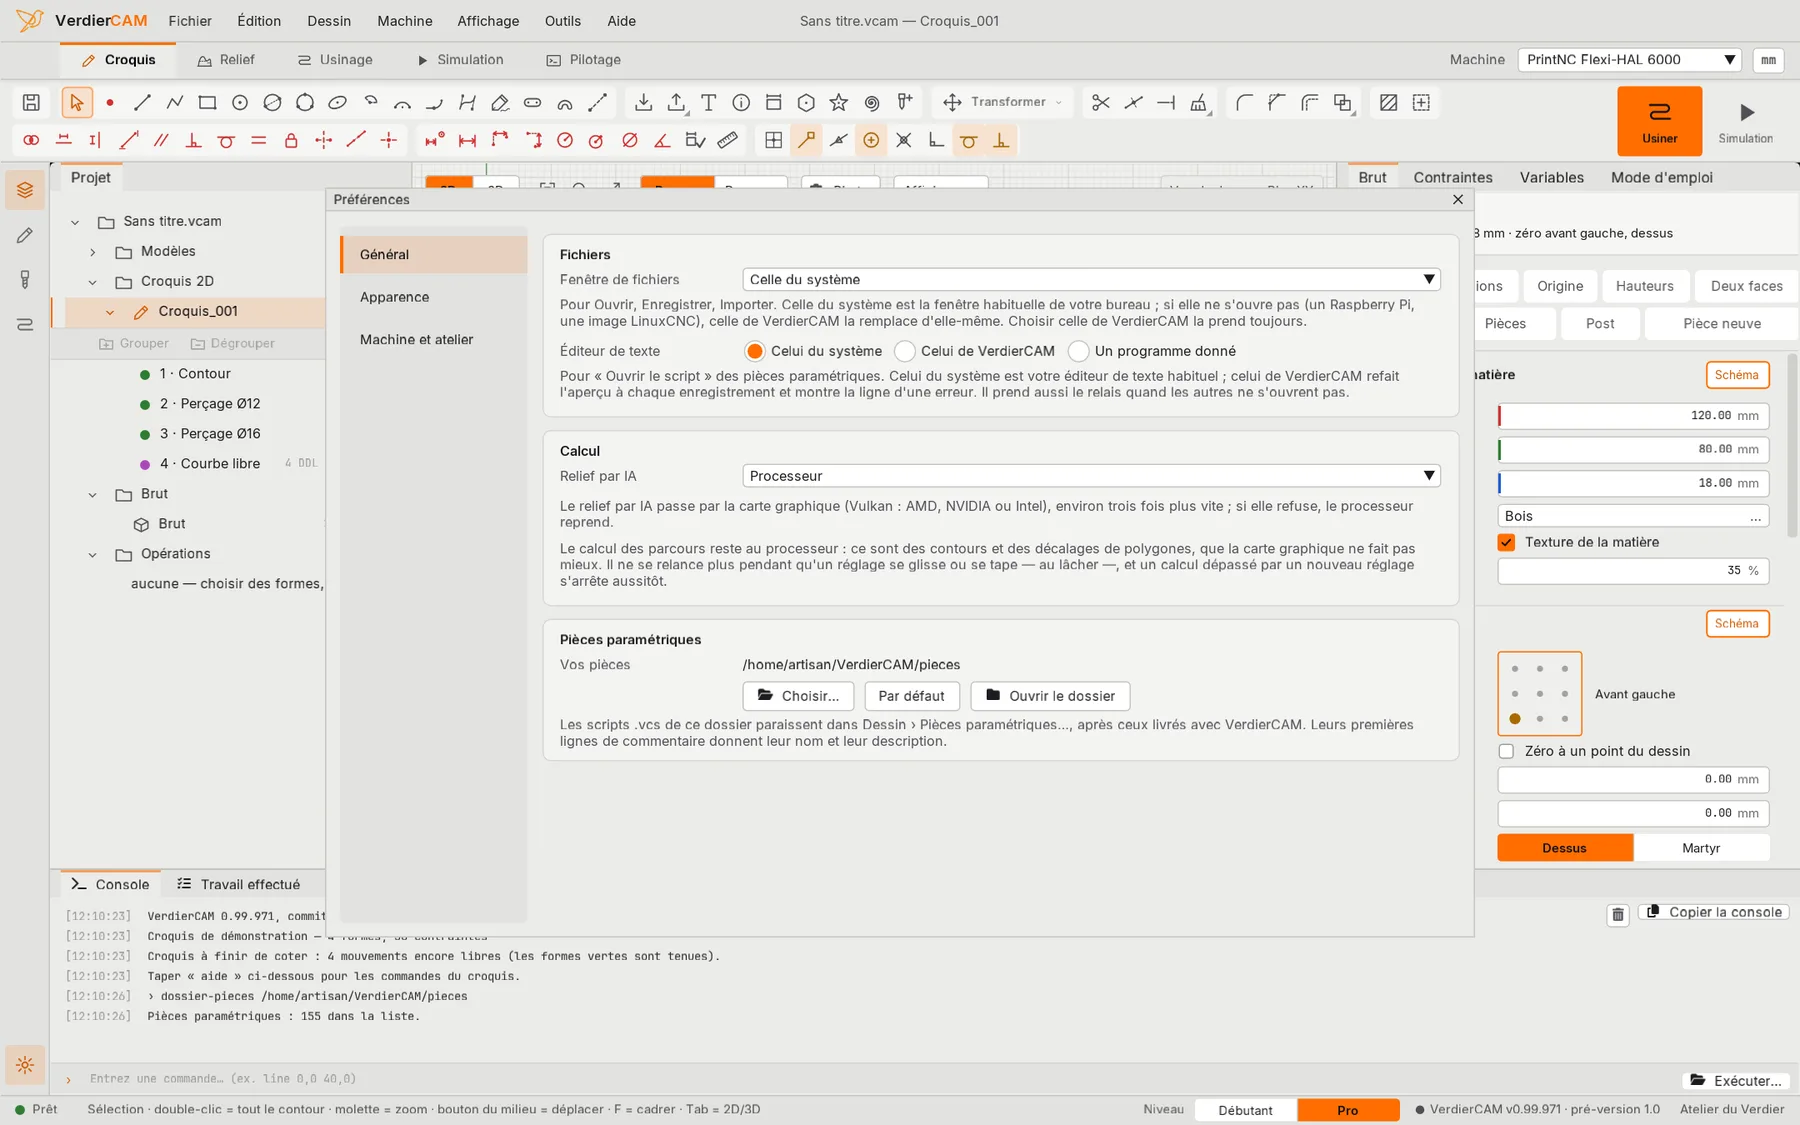 VerdierCAM Fichier Édition Dessin Machine Affichage Outils Aide Sans titre.vcam — Croquis_001
Croquis Relief Usinage Simulation Pilotage Machine PrintNC Flexi-HAL 6000 mm
Transformer
Usiner Simulation
Projet
Brut Contraintes Variables Mode d'emploi
Sans titre.vcam
Modèles
Croquis 2D
Croquis_001
Grouper Dégrouper
1 · Contour
2 · Perçage Ø12
3 · Perçage Ø16
4 · Courbe libre 4 DDL
Brut
Brut
Opérations
aucune — choisir des formes,
Préférences
Général
Apparence
Machine et atelier
Fichiers
Fenêtre de fichiers Celle du système
Pour Ouvrir, Enregistrer, Importer. Celle du système est la fenêtre habituelle de votre bureau ; si elle ne s'ouvre pas (un Raspberry Pi,
une image LinuxCNC), celle de VerdierCAM la remplace d'elle-même. Choisir celle de VerdierCAM la prend toujours.
Éditeur de texte Celui du système Celui de VerdierCAM Un programme donné
Pour « Ouvrir le script » des pièces paramétriques. Celui du système est votre éditeur de texte habituel ; celui de VerdierCAM refait
l'aperçu à chaque enregistrement et montre la ligne d'une erreur. Il prend aussi le relais quand les autres ne s'ouvrent pas.
Calcul
Relief par IA Processeur
Le relief par IA passe par la carte graphique (Vulkan : AMD, NVIDIA ou Intel), environ trois fois plus vite ; si elle refuse, le processeur
reprend.
Le calcul des parcours reste au processeur : ce sont des contours et des décalages de polygones, que la carte graphique ne fait pas
mieux. Il ne se relance plus pendant qu'un réglage se glisse ou se tape — au lâcher —, et un calcul dépassé par un nouveau réglage
s'arrête aussitôt.
Pièces paramétriques
Vos pièces /home/artisan/VerdierCAM/pieces
Choisir... Par défaut Ouvrir le dossier
Les scripts .vcs de ce dossier paraissent dans Dessin › Pièces paramétriques..., après ceux livrés avec VerdierCAM. Leurs premières
lignes de commentaire donnent leur nom et leur description.
8 mm · zéro avant gauche, dessus
ions Origine Hauteurs Deux faces
Pièces Post Pièce neuve
matière Schéma
120.00 mm
80.00 mm
18.00 mm
Bois ...
Texture de la matière
35 %
Schéma
Avant gauche
Zéro à un point du dessin
0.00 mm
0.00 mm
Dessus Martyr
Console Travail effectué
Copier la console
[12:10:23] VerdierCAM 0.99.971, commit
[12:10:23] Croquis de démonstration — 4 formes, 30 contraintes
[12:10:23] Croquis à finir de coter : 4 mouvements encore libres (les formes vertes sont tenues).
[12:10:23] Taper « aide » ci-dessous pour les commandes du croquis.
[12:10:26] › dossier-pieces /home/artisan/VerdierCAM/pieces
[12:10:26] Pièces paramétriques : 155 dans la liste.
› Entrez une commande… (ex. line 0,0 40,0) Exécuter...
Prêt Sélection · double-clic = tout le contour · molette = zoom · bouton du milieu = déplacer · F = cadrer · Tab = 2D/3D Niveau Débutant Pro VerdierCAM v0.99.971 · pré-version 1.0 Atelier du Verdier